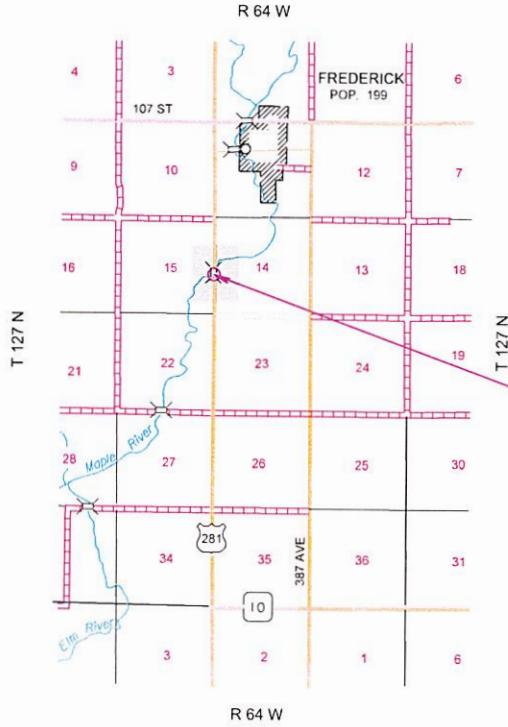 R 64 W
4 3 6
FREDERICK
POP. 199
107 ST
9 10 12 7
16 15 14 13 18
T 127 N
T 127 N
21 22 23 24 19
28 27 26 25 30
Maple River
281
387 AVE
34 35 36 31
10
Elm River
3 2 1 6
R 64 W